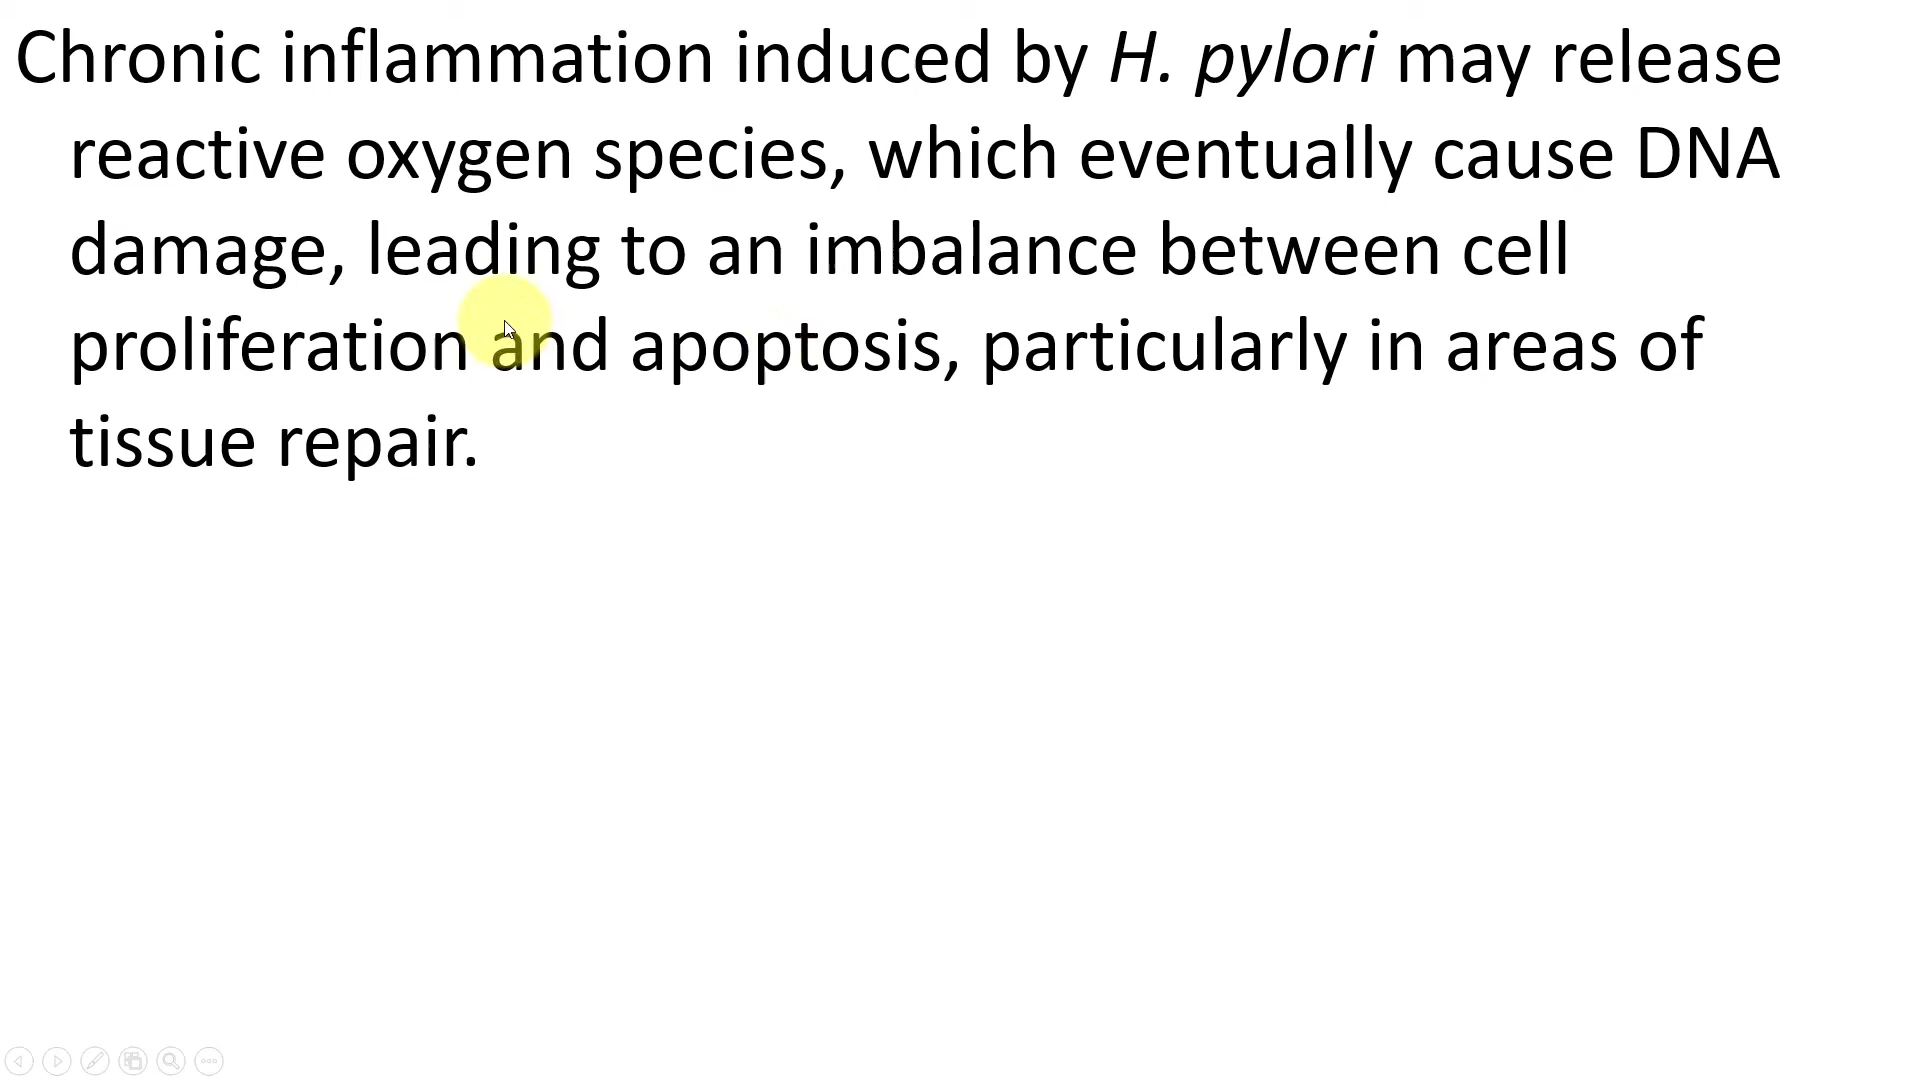 Chronic inflammation induced by H. pylori may release
reactive oxygen species, which eventually cause DNA
damage, leading to an imbalance between cell
proliferation and apoptosis, particularly in areas of
tissue repair.